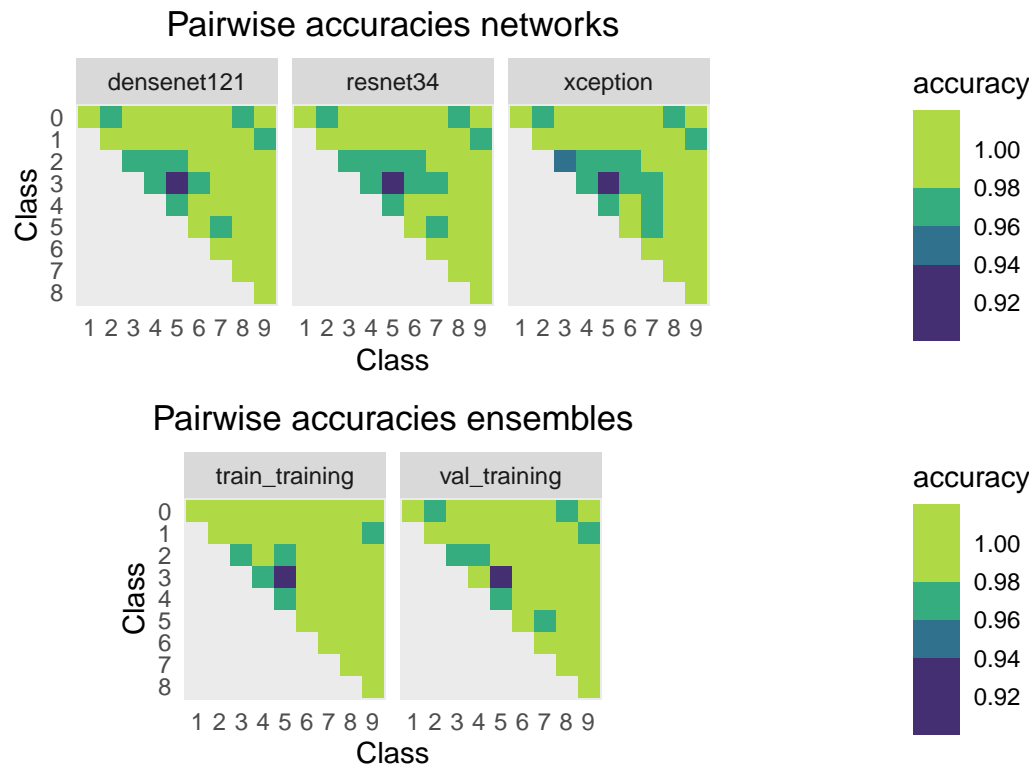 Pairwise accuracies networks
densenet121 resnet34 xception
Class
0
1
2
3
4
5
6
7
8
1 2 3 4 5 6 7 8 9 1 2 3 4 5 6 7 8 9 1 2 3 4 5 6 7 8 9
Class
accuracy
1.00
0.98
0.96
0.94
0.92
Pairwise accuracies ensembles
train_training val_training
Class
0
1
2
3
4
5
6
7
8
1 2 3 4 5 6 7 8 9 1 2 3 4 5 6 7 8 9
Class
accuracy
1.00
0.98
0.96
0.94
0.92